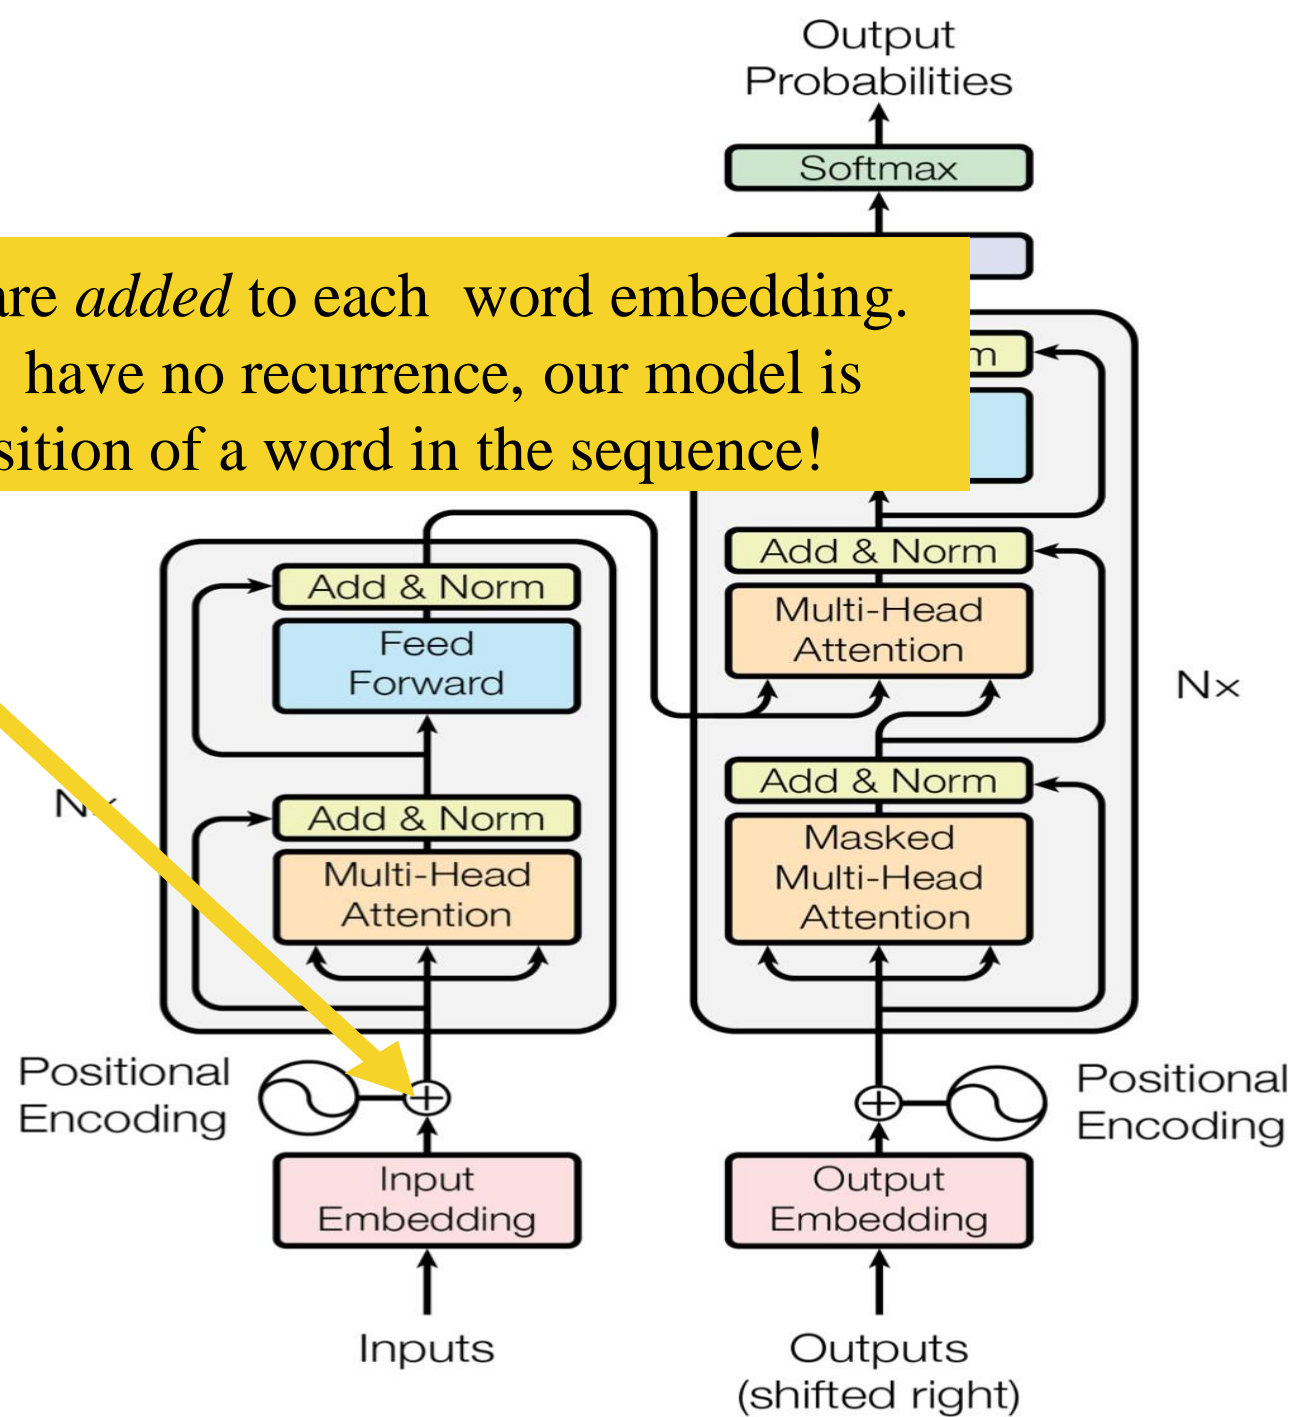 Output
Probabilities
Softmax
are added to each word embedding.
have no recurrence, our model is
sition of a word in the sequence!
Add & Norm
Feed
Forward
Add & Norm
Multi-Head
Attention
Add & Norm
Multi-Head
Attention
Nx
Add & Norm
Masked
Multi-Head
Attention
Positional
Encoding
Positional
Encoding
Input
Embedding
Output
Embedding
Inputs
Outputs
(shifted right)